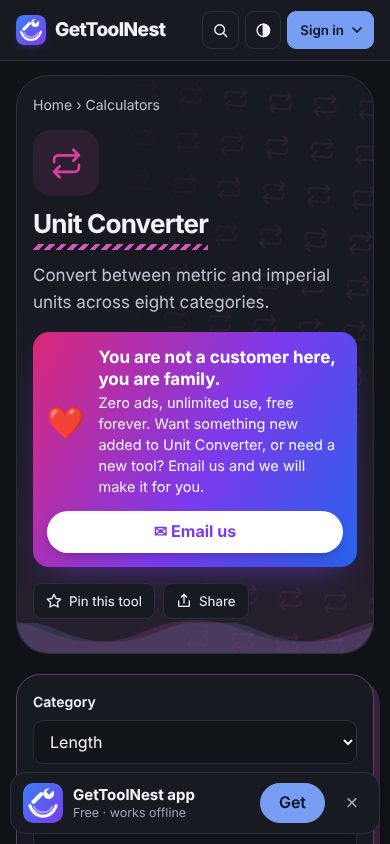 GetToolNest
Sign in
Home › Calculators
Unit Converter
Convert between metric and imperial
units across eight categories.
You are not a customer here,
you are family.
Zero ads, unlimited use, free
forever. Want something new
added to Unit Converter, or need a
new tool? Email us and we will
make it for you.
✉ Email us
Pin this tool
Share
Category
Length
GetToolNest app
Free · works offline
Get
✕